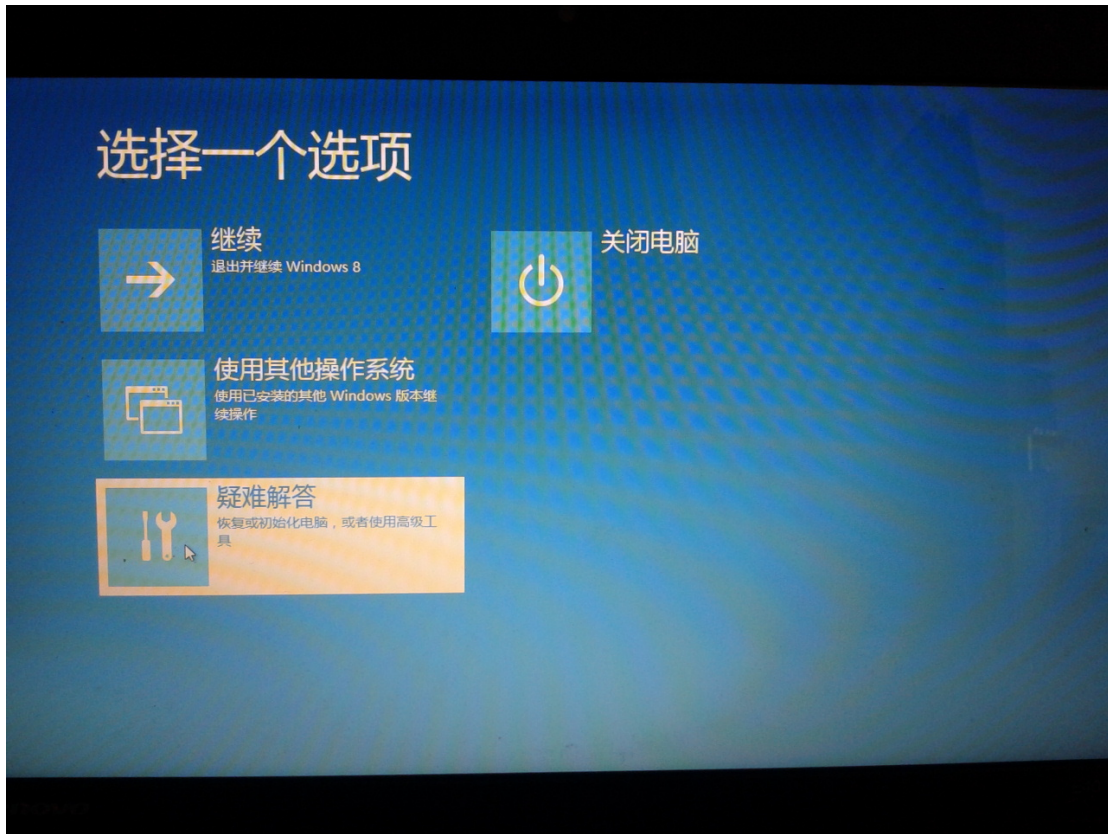 选择一个选项
继续
退出并继续 Windows 8
关闭电脑
使用其他操作系统
使用已安装的其他 Windows 版本继
续操作
疑难解答
恢复或初始化电脑，或者使用高级工
具